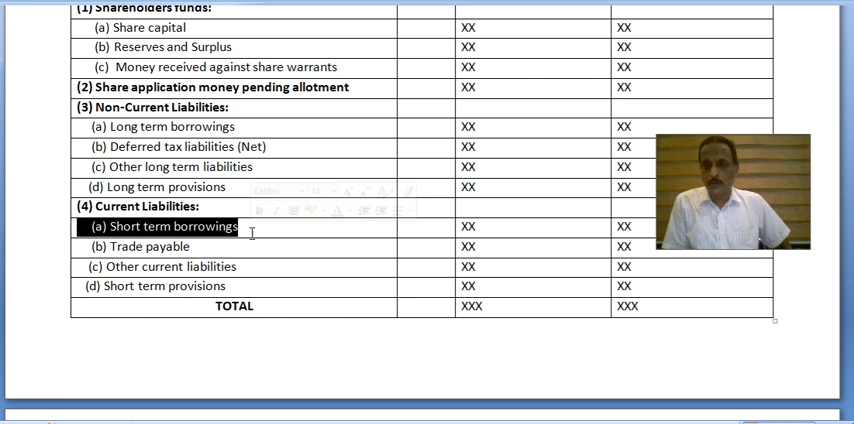 (1) Shareholders funds:
(a) Share capital XX XX
(b) Reserves and Surplus XX XX
(c) Money received against share warrants XX XX
(2) Share application money pending allotment XX XX
(3) Non-Current Liabilities:
(a) Long term borrowings XX XX
(b) Deferred tax liabilities (Net) XX XX
(c) Other long term liabilities XX XX
(d) Long term provisions XX XX
Calibri 14
(4) Current Liabilities:
(a) Short term borrowings XX XX
(b) Trade payable XX XX
(c) Other current liabilities XX XX
(d) Short term provisions XX XX
TOTAL XXX XXX